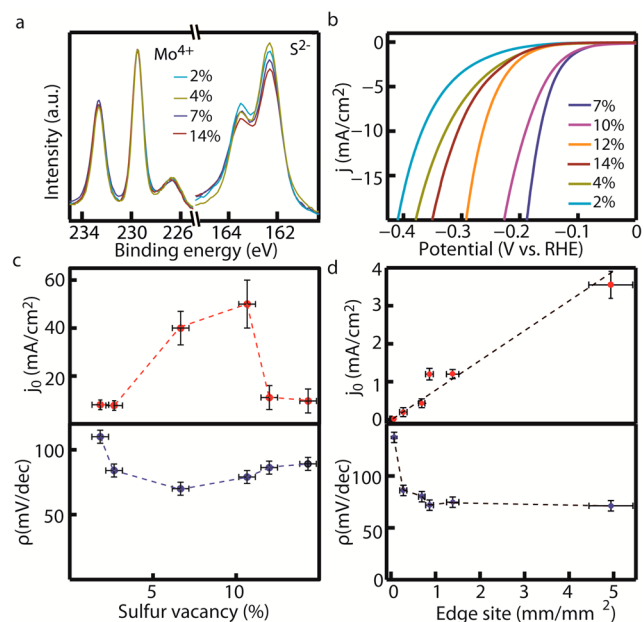 a
Mo4+
S2-
2%
4%
7%
14%
Intensity (a.u.)
234
230
226
164
162
Binding energy (eV)
b
0
−5
−10
−15
j (mA/cm2)
7%
10%
12%
14%
4%
2%
−0.4
−0.3
−0.2
−0.1
0
Potential (V vs. RHE)
c
60
40
20
j0 (mA/cm2)
100
50
ρ(mV/dec)
5
10
Sulfur vacancy (%)
d
4
3
2
1
0
j0 (mA/cm2)
100
50
0
ρ(mV/dec)
0
1
2
3
4
5
Edge site (mm/mm2)